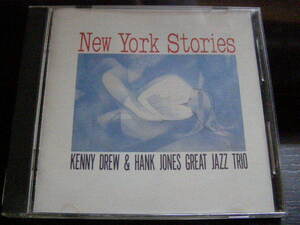 New York Stories
KENNY DREW & HANK JONES GREAT JAZZ TRIO